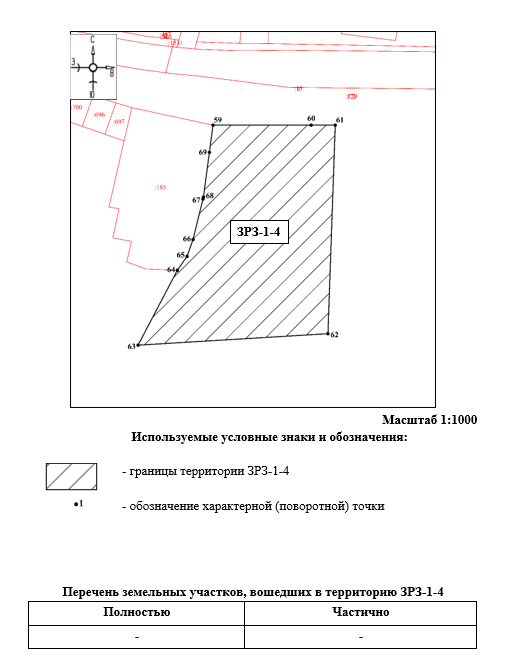 С
З
В
Ю
:700
:696
:697
:15
:129
:185
59
60
61
69
68
67
66
65
64
63
62
ЗРЗ-1-4
Масштаб 1:1000
Используемые условные знаки и обозначения:
- границы территории ЗРЗ-1-4
1
- обозначение характерной (поворотной) точки
Перечень земельных участков, вошедших в территорию ЗРЗ-1-4
Полностью
Частично
-
-